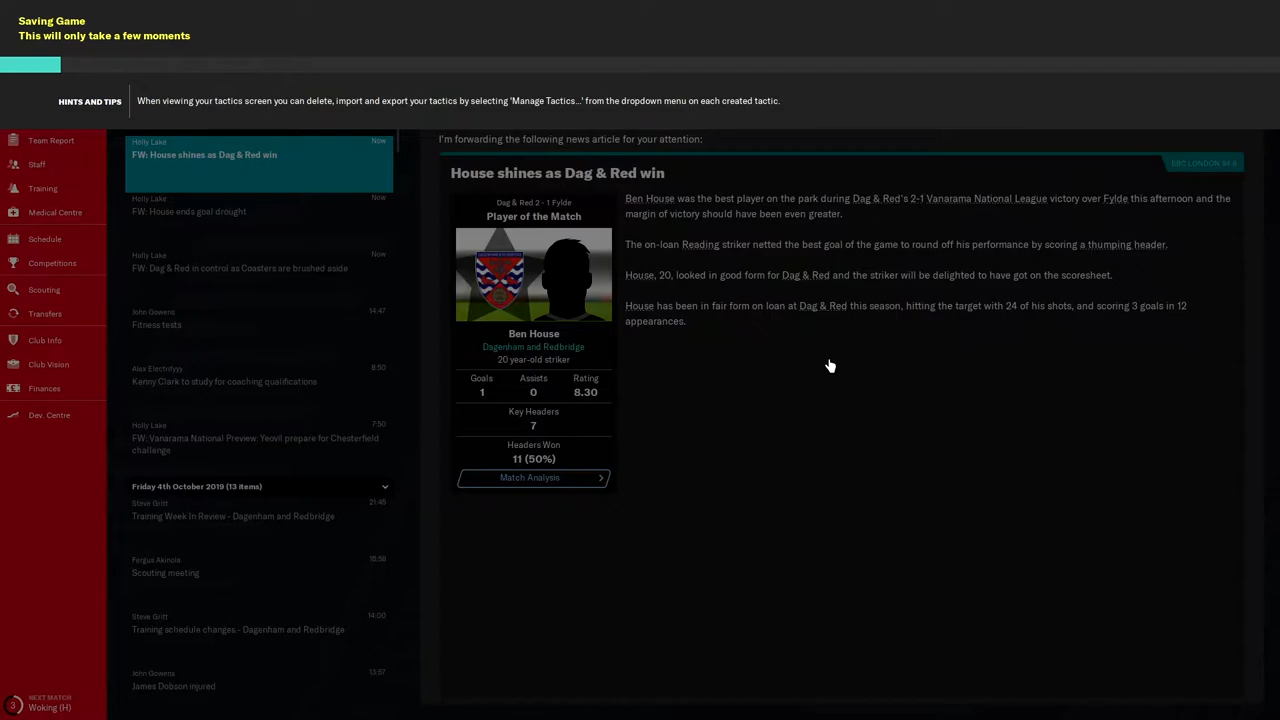 Saving Game
This will only take a few moments
HINTS AND TIPS
When viewing your tactics screen you can delete, import and export your tactics by selecting 'Manage Tactics...' from the dropdown menu on each created tactic.
Team Report
Staff
Training
Medical Centre
Schedule
Competitions
Scouting
Transfers
Club Info
Club Vision
Finances
Dev. Centre
3
NEXT MATCH
Woking (H)
Holly Lake Now
FW: House shines as Dag & Red win
Holly Lake Now
FW: House ends goal drought
Holly Lake Now
FW: Dag & Red in control as Coasters are brushed aside
John Gowens 14:47
Fitness tests
Alex Electrifyyy 8:50
Kenny Clark to study for coaching qualifications
Holly Lake 7:50
FW: Vanarama National Preview: Yeovil prepare for Chesterfield
challenge
Friday 4th October 2019 (13 items)
Steve Gritt 21:45
Training Week In Review - Dagenham and Redbridge
Fergus Akinola 15:59
Scouting meeting
Steve Gritt 14:00
Training schedule changes - Dagenham and Redbridge
John Gowens 13:57
James Dobson injured
I'm forwarding the following news article for your attention:
House shines as Dag & Red win
BBC LONDON 94.9
Dag & Red 2 - 1 Fylde
Player of the Match
Ben House
Dagenham and Redbridge
20 year-old striker
Goals Assists Rating
1 0 8.30
Key Headers
7
Headers Won
11 (50%)
Match Analysis
Ben House was the best player on the park during Dag & Red's 2-1 Vanarama National League victory over Fylde this afternoon and the
margin of victory should have been even greater.
The on-loan Reading striker netted the best goal of the game to round off his performance by scoring a thumping header.
House, 20, looked in good form for Dag & Red and the striker will be delighted to have got on the scoresheet.
House has been in fair form on loan at Dag & Red this season, hitting the target with 24 of his shots, and scoring 3 goals in 12
appearances.